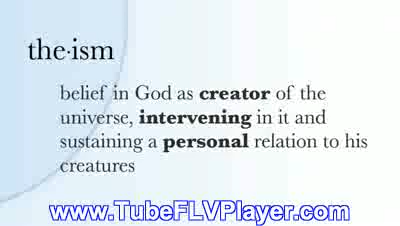 the·ism
belief in God as creator of the
universe, intervening in it and
sustaining a personal relation to his
creatures
www.TubeFLVPlayer.com